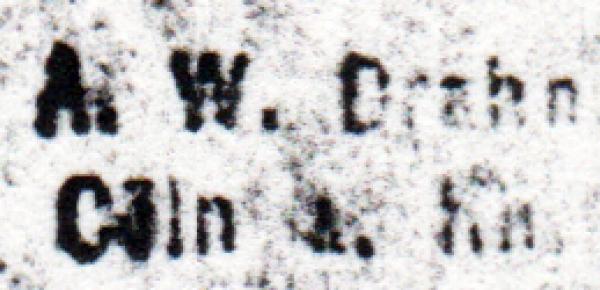 A. W. Drahn
Cöln a. Rh.